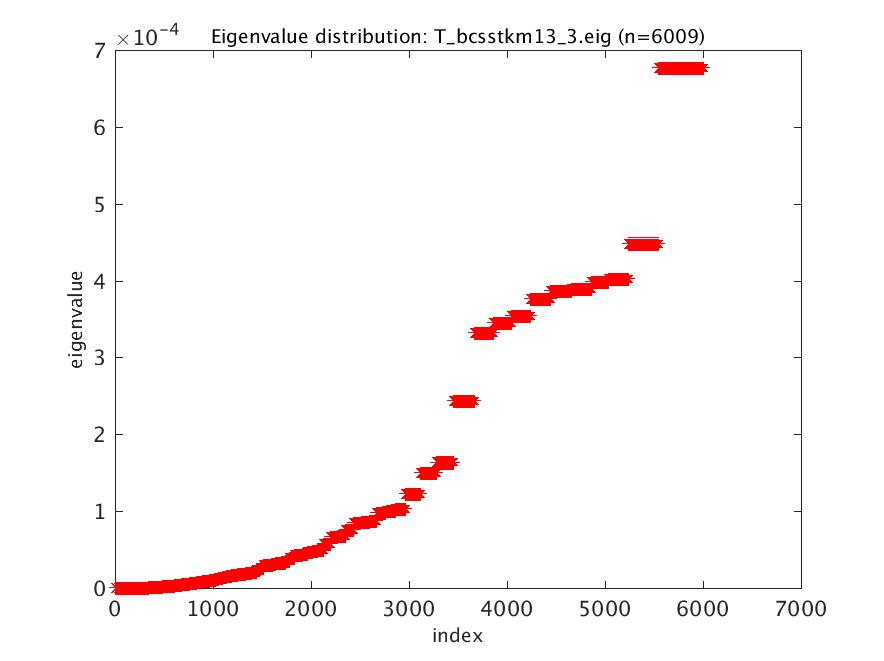 ×10⁻⁴ Eigenvalue distribution: T_bcsstkm13_3.eig (n=6009)
7
6
5
4
3
2
1
0
eigenvalue
0 1000 2000 3000 4000 5000 6000 7000
index